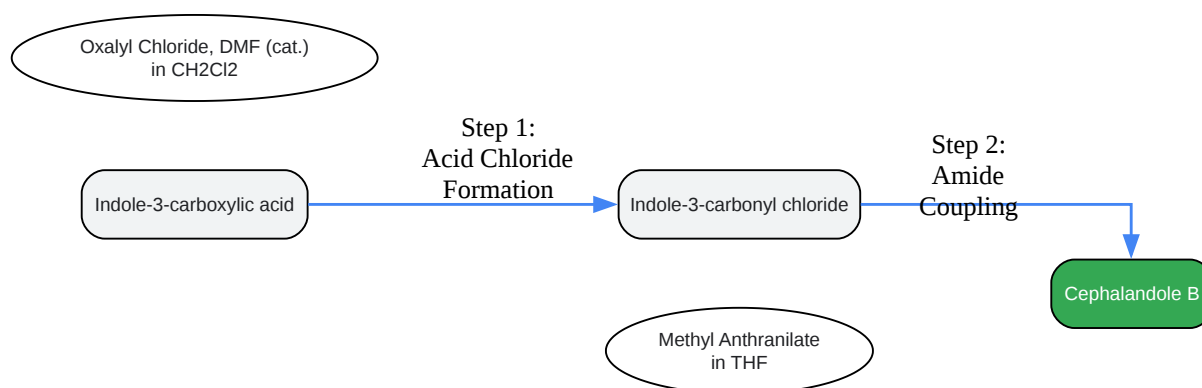 Oxalyl Chloride, DMF (cat.)
in CH2Cl2
Step 1:
Acid Chloride
Formation
Step 2:
Amide
Coupling
Indole-3-carboxylic acid
Indole-3-carbonyl chloride
Cephalandole B
Methyl Anthranilate
in THF